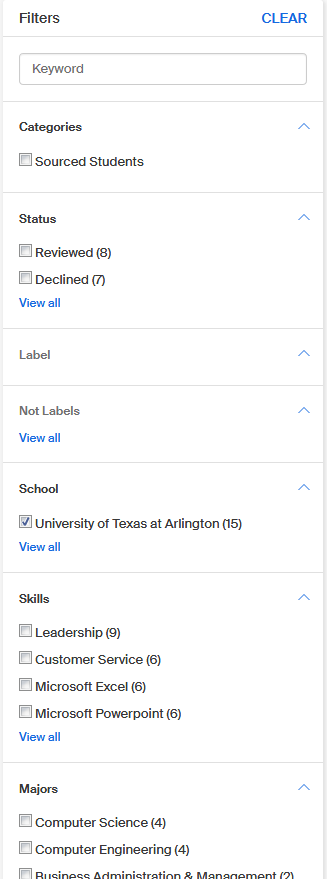 Filters CLEAR
Keyword
Categories
Sourced Students
Status
Reviewed (8)
Declined (7)
View all
Label
Not Labels
View all
School
University of Texas at Arlington (15)
View all
Skills
Leadership (9)
Customer Service (6)
Microsoft Excel (6)
Microsoft Powerpoint (6)
View all
Majors
Computer Science (4)
Computer Engineering (4)
Business Administration & Management (2)